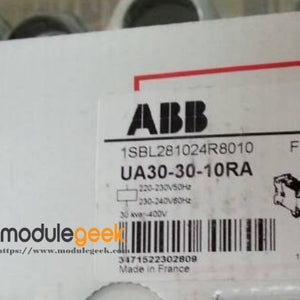 ABB
1SBL281024R8010 F
UA30-30-10RA
220-230V50Hz
230-240V60Hz
30 kvar-400V
modulegeek
https://modulegeek.com
3471522302809
Made in France